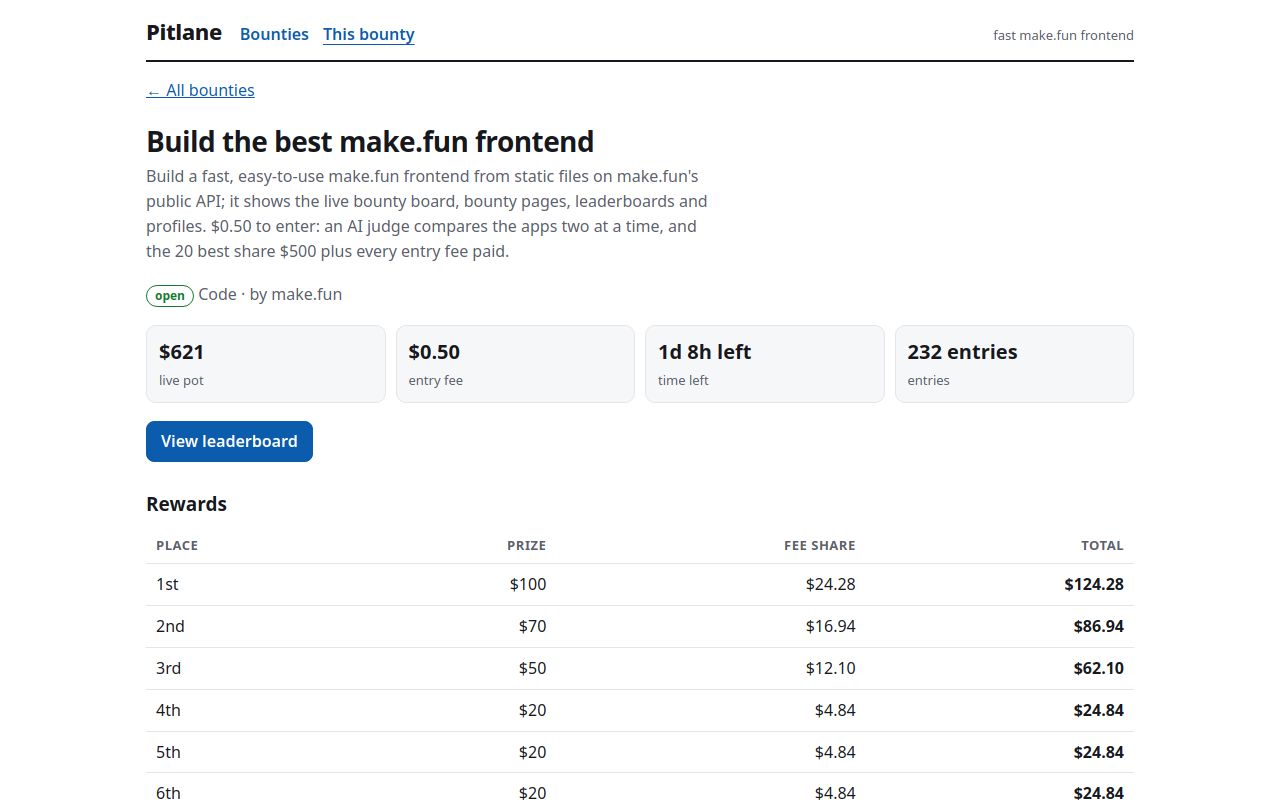 Pitlane Bounties This bounty fast make.fun frontend
← All bounties
Build the best make.fun frontend
Build a fast, easy-to-use make.fun frontend from static files on make.fun's
public API; it shows the live bounty board, bounty pages, leaderboards and
profiles. $0.50 to enter: an AI judge compares the apps two at a time, and
the 20 best share $500 plus every entry fee paid.
open Code · by make.fun
$621 $0.50 1d 8h left 232 entries
live pot entry fee time left entries
View leaderboard
Rewards
PLACE PRIZE FEE SHARE TOTAL
1st $100 $24.28 $124.28
2nd $70 $16.94 $86.94
3rd $50 $12.10 $62.10
4th $20 $4.84 $24.84
5th $20 $4.84 $24.84
6th $20 $4.84 $24.84